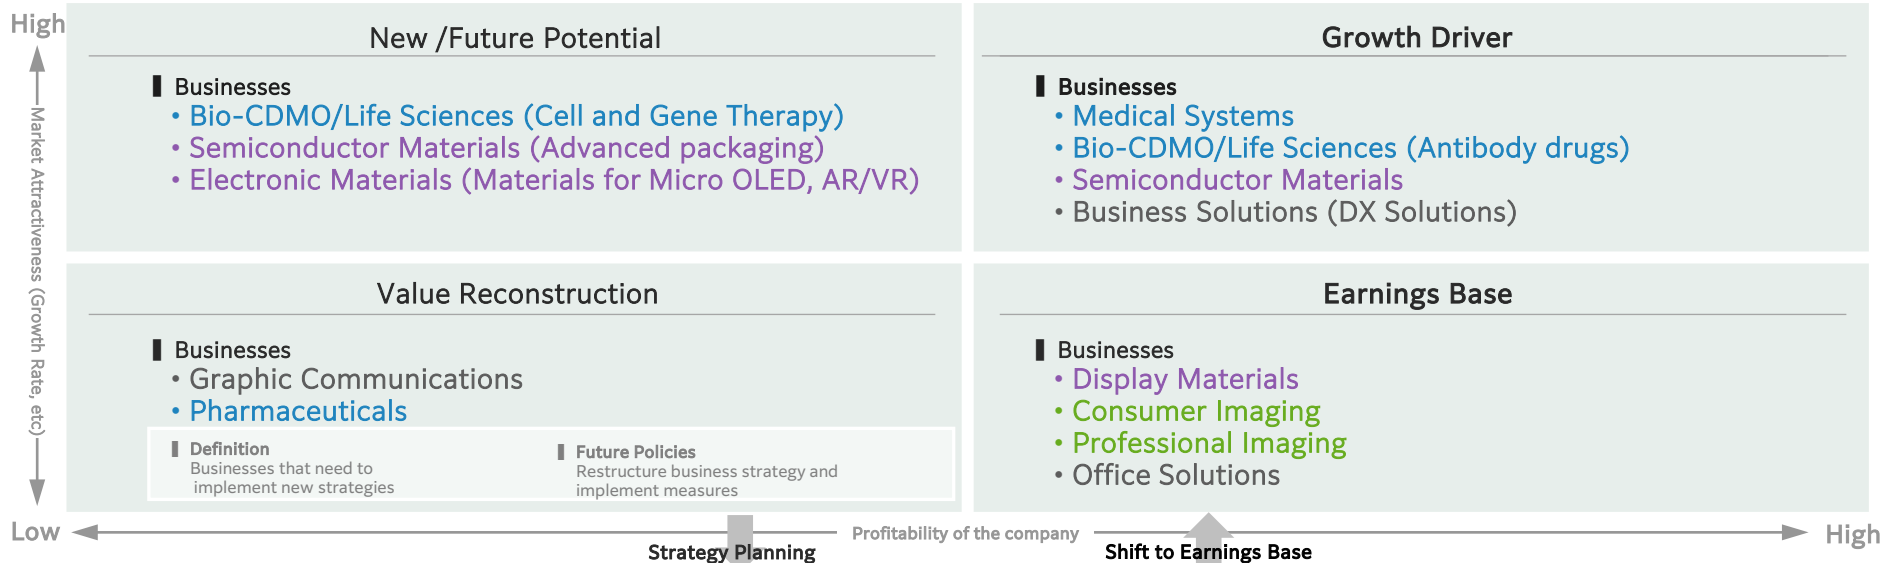 High
New /Future Potential
Businesses
• Bio-CDMO/Life Sciences (Cell and Gene Therapy)
• Semiconductor Materials (Advanced packaging)
• Electronic Materials (Materials for Micro OLED, AR/VR)
Growth Driver
Businesses
• Medical Systems
• Bio-CDMO/Life Sciences (Antibody drugs)
• Semiconductor Materials
• Business Solutions (DX Solutions)
Market Attractiveness (Growth Rate, etc)
Value Reconstruction
Businesses
• Graphic Communications
• Pharmaceuticals
Definition
Businesses that need to
implement new strategies
Future Policies
Restructure business strategy and
implement measures
Earnings Base
Businesses
• Display Materials
• Consumer Imaging
• Professional Imaging
• Office Solutions
Low
Profitability of the company
High
Strategy Planning
Shift to Earnings Base